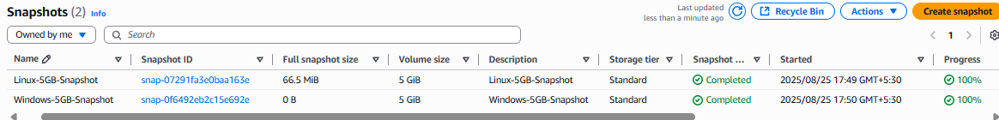 Snapshots (2) Info
Last updated
less than a minute ago
Recycle Bin
Actions
Create snapshot
Owned by me
Search
1
Name Snapshot ID Full snapshot size Volume size Description Storage tier Snapshot ... Started Progress
Linux-5GB-Snapshot snap-07291fa3e0baa163e 66.5 MiB 5 GiB Linux-5GB-Snapshot Standard Completed 2025/08/25 17:49 GMT+5:30 100%
Windows-5GB-Snapshot snap-0f6492eb2c15e692e 0 B 5 GiB Windows-5GB-Snapshot Standard Completed 2025/08/25 17:50 GMT+5:30 100%